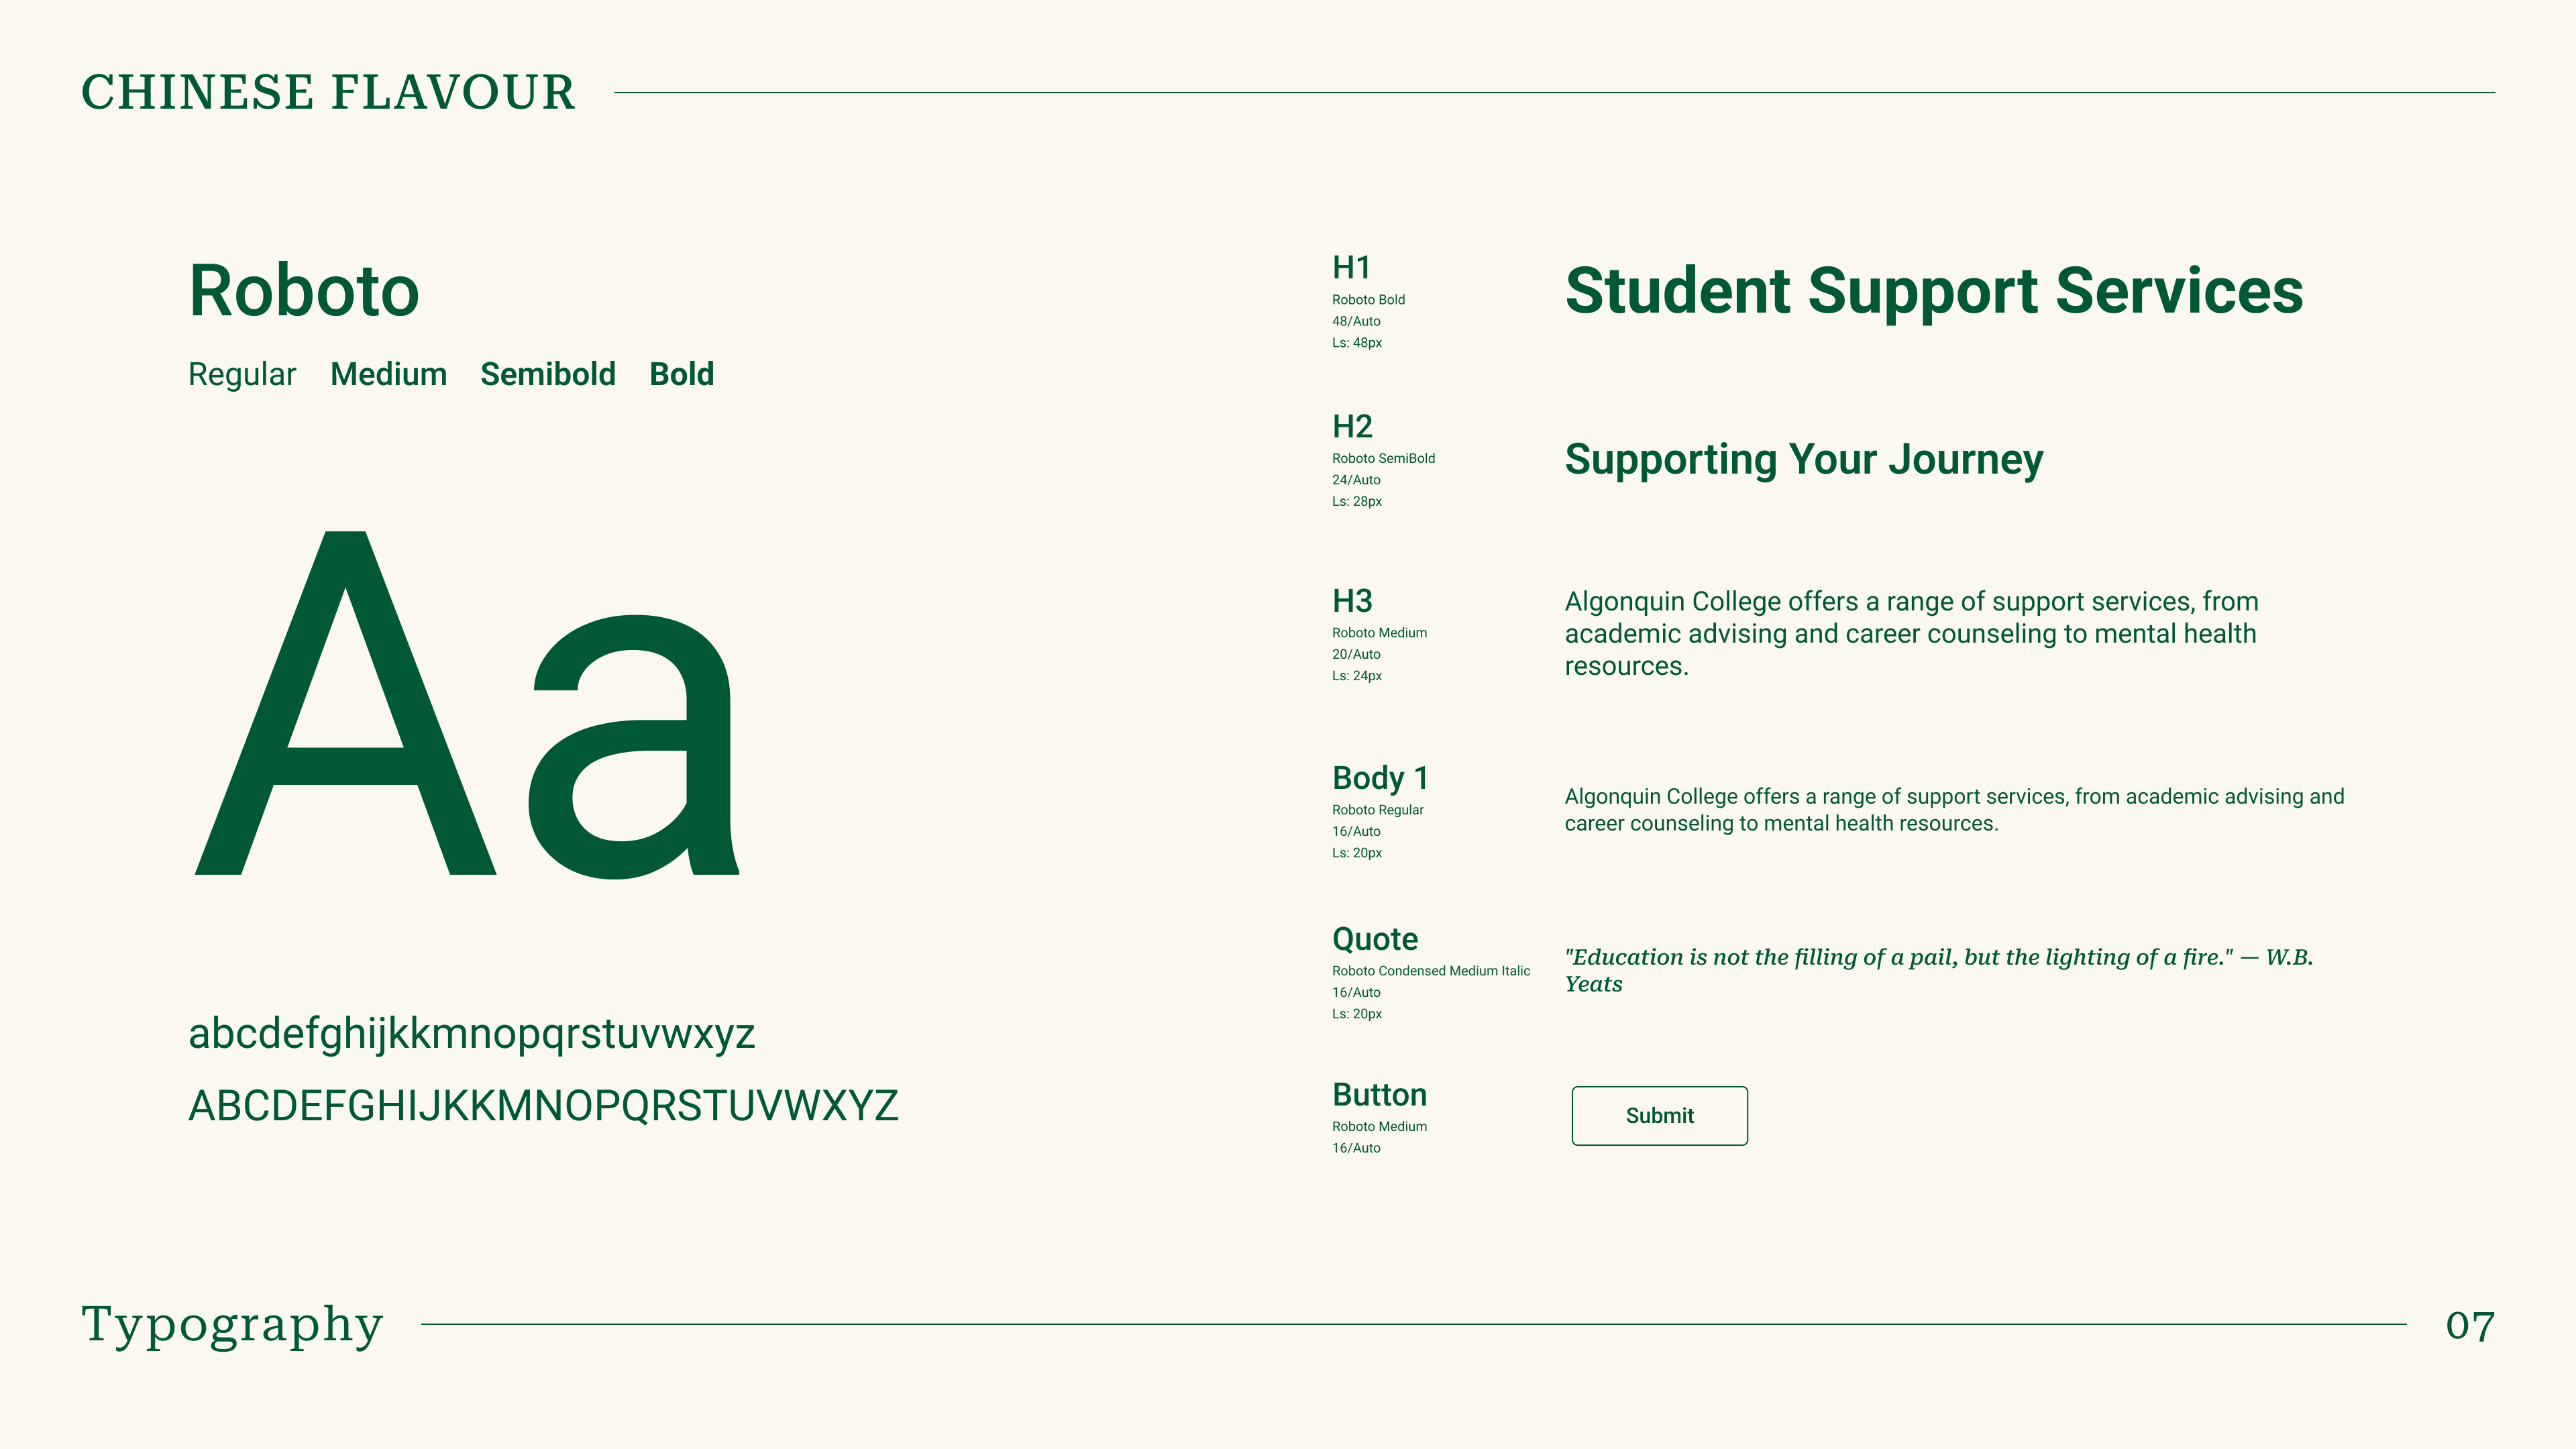 CHINESE FLAVOUR
Roboto
Regular Medium Semibold Bold
Aa
abcdefghijkkmnopqrstuvwxyz
ABCDEFGHIJKKMNOPQRSTUVWXYZ
H1
Roboto Bold
48/Auto
Ls: 48px
Student Support Services
H2
Roboto SemiBold
24/Auto
Ls: 28px
Supporting Your Journey
H3
Roboto Medium
20/Auto
Ls: 24px
Algonquin College offers a range of support services, from
academic advising and career counseling to mental health
resources.
Body 1
Roboto Regular
16/Auto
Ls: 20px
Algonquin College offers a range of support services, from academic advising and
career counseling to mental health resources.
Quote
Roboto Condensed Medium Italic
16/Auto
Ls: 20px
"Education is not the filling of a pail, but the lighting of a fire." — W.B.
Yeats
Button
Roboto Medium
16/Auto
Submit
Typography
07